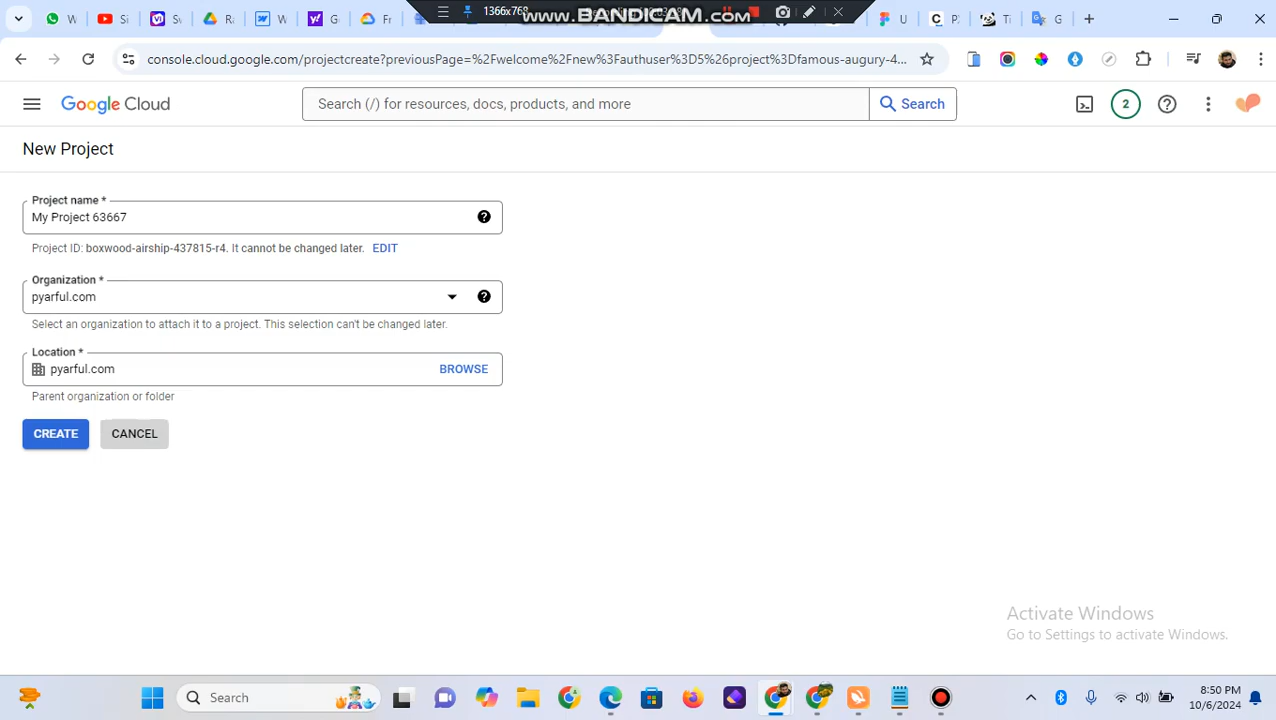 1366x768
www.BANDICAM.com
console.cloud.google.com/projectcreate?previousPage=%2Fwelcome%2Fnew%3Fauthuser%3D5%26project%3Dfamous-augury-4...
Google Cloud
Search (/) for resources, docs, products, and more
Search
2
New Project
Project name *
My Project 63667
Project ID: boxwood-airship-437815-r4. It cannot be changed later. EDIT
Organization *
pyarful.com
Select an organization to attach it to a project. This selection can't be changed later.
Location *
pyarful.com
BROWSE
Parent organization or folder
CREATE
CANCEL
Activate Windows
Go to Settings to activate Windows.
Search
8:50 PM
10/6/2024